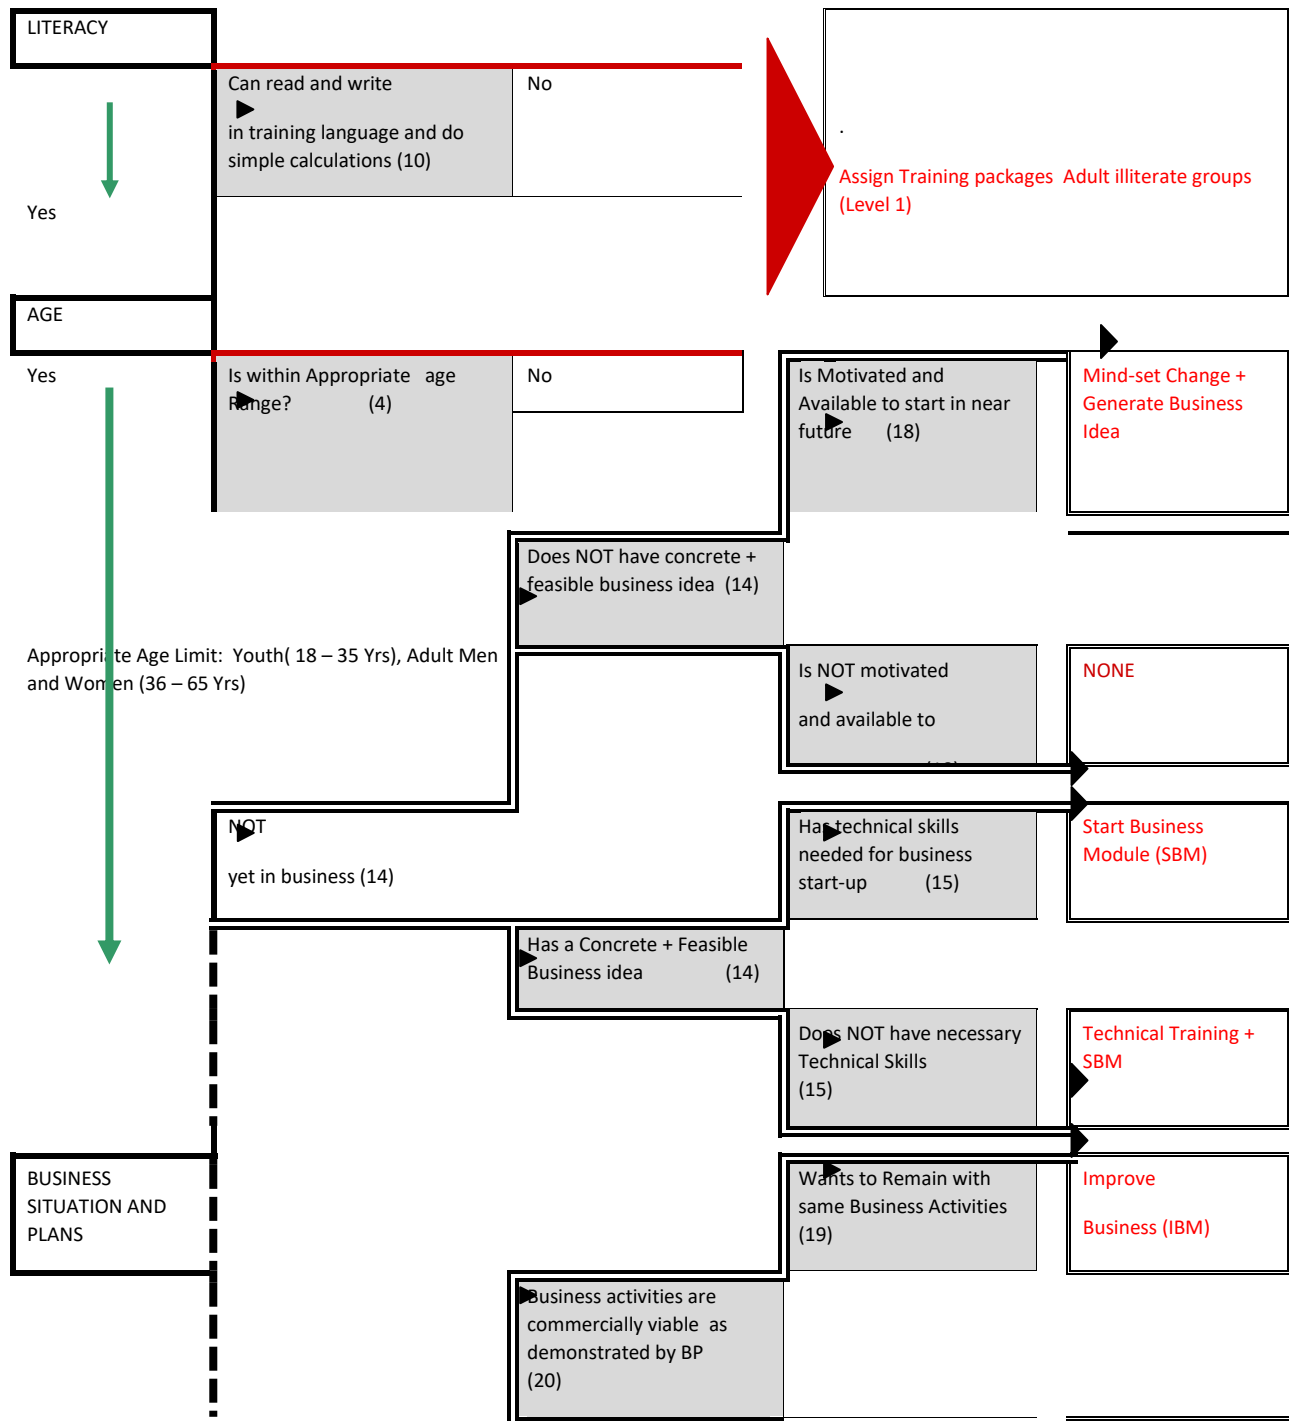 LITERACY
Can read and write
in training language and do
simple calculations (10)
No
.
Assign Training packages Adult illiterate groups
(Level 1)
Yes
AGE
Yes
Is within Appropriate age
Range? (4)
No
Is Motivated and
Available to start in near
future (18)
Mind-set Change +
Generate Business
Idea
Does NOT have concrete +
feasible business idea (14)
Appropriate Age Limit: Youth( 18 – 35 Yrs), Adult Men
and Women (36 – 65 Yrs)
Is NOT motivated
and available to
NONE
NOT
yet in business (14)
Has technical skills
needed for business
start-up (15)
Start Business
Module (SBM)
Has a Concrete + Feasible
Business idea (14)
Does NOT have necessary
Technical Skills
(15)
Technical Training +
SBM
BUSINESS
SITUATION AND
PLANS
Wants to Remain with
same Business Activities
(19)
Improve
Business (IBM)
Business activities are
commercially viable as
demonstrated by BP
(20)